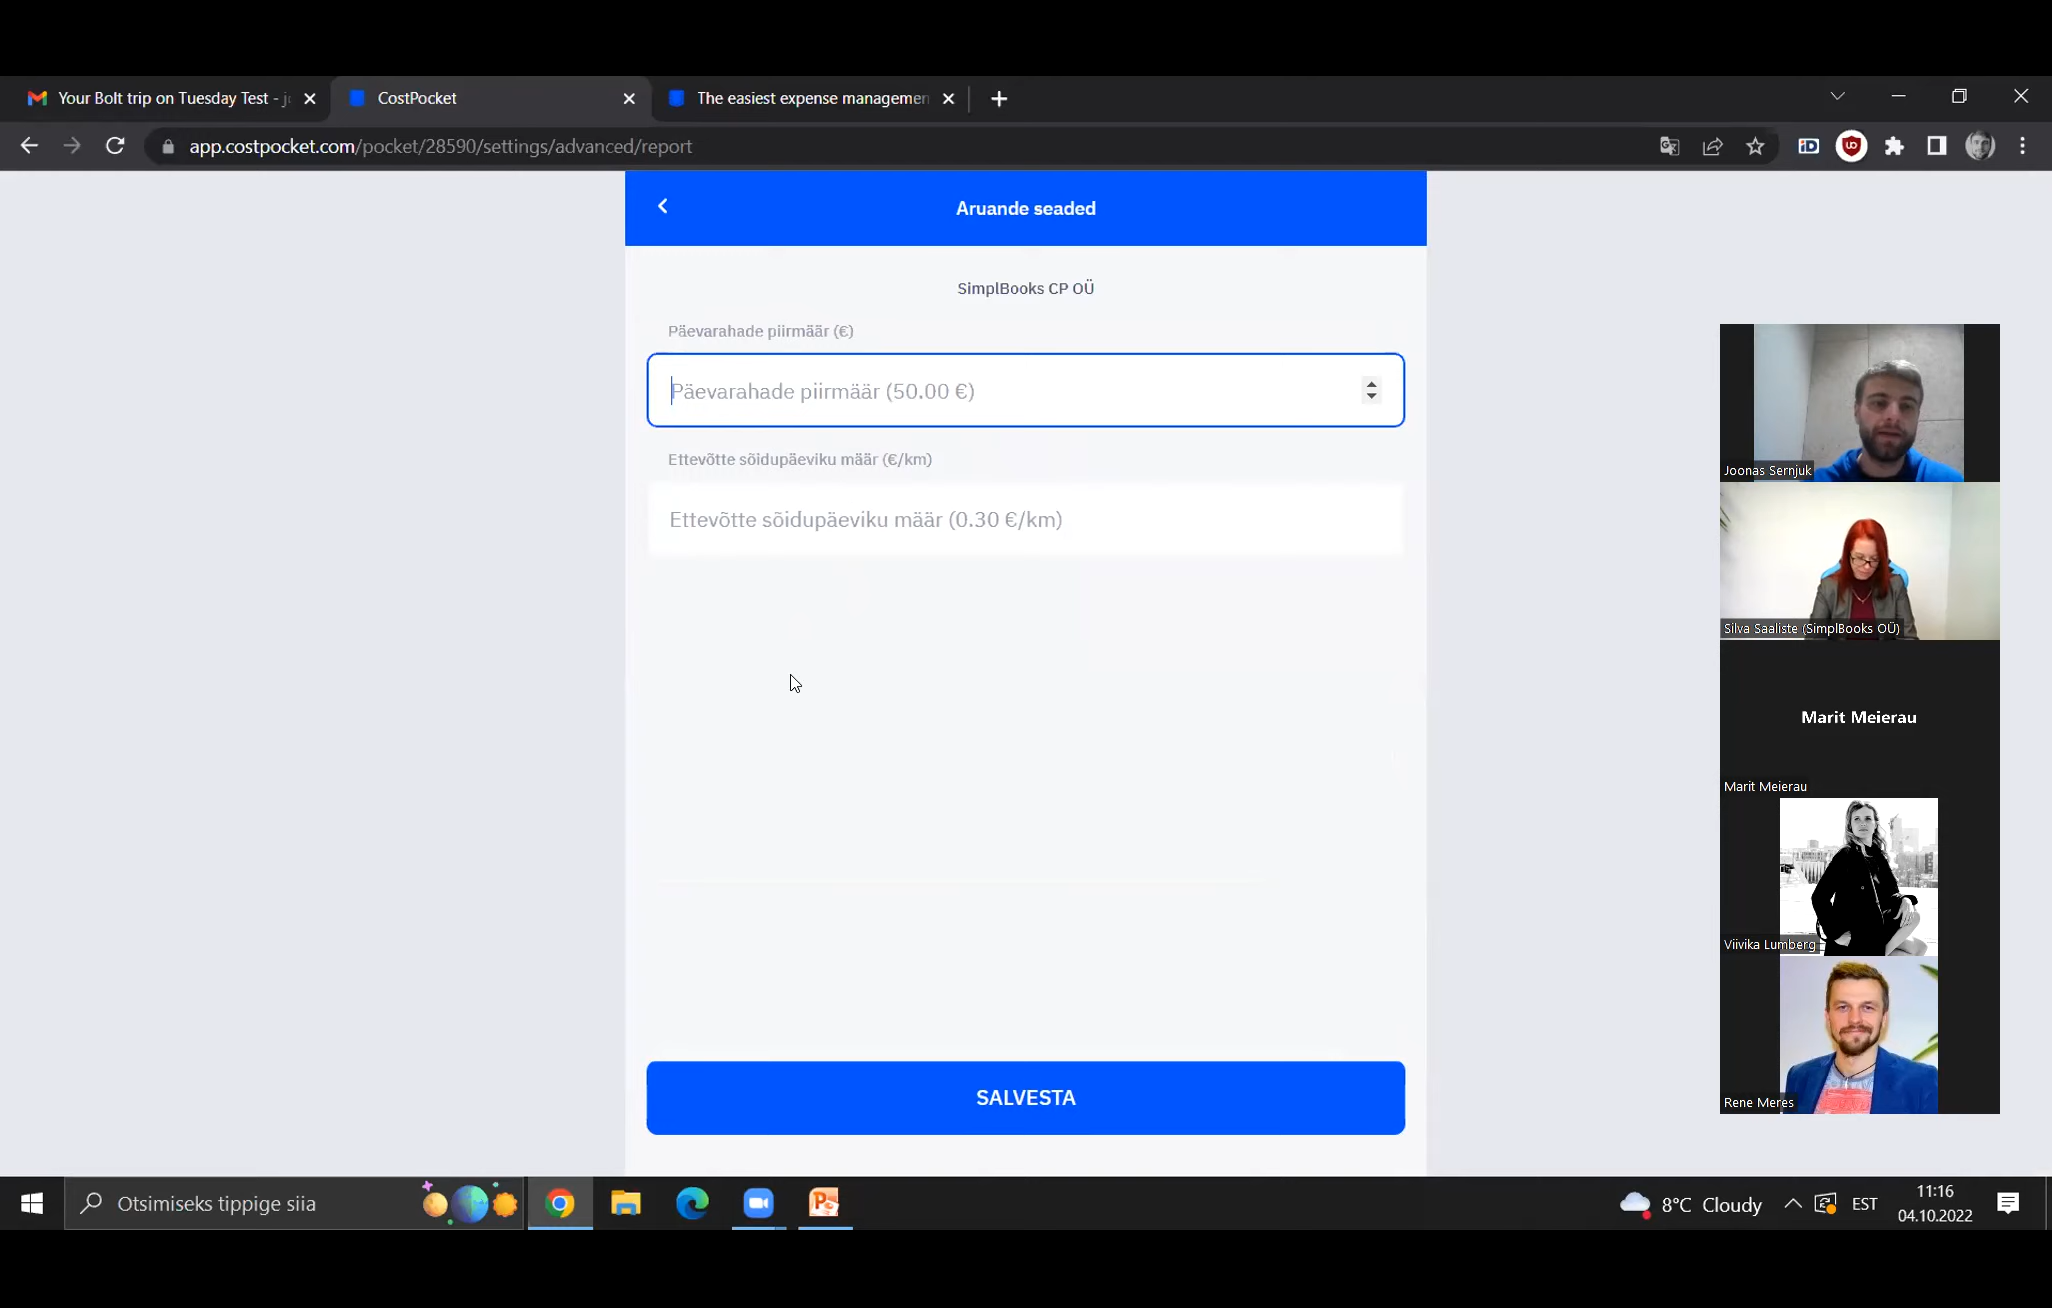 Your Bolt trip on Tuesday Test - j
CostPocket
The easiest expense managemen
app.costpocket.com/pocket/28590/settings/advanced/report
Aruande seaded
SimplBooks CP OÜ
Päevarahade piirmäär (€)
Päevarahade piirmäär (50.00 €)
Ettevõtte sõidupäeviku määr (€/km)
Ettevõtte sõidupäeviku määr (0.30 €/km)
SALVESTA
Joonas Sernjuk
Silva Saaliste (SimplBooks OÜ)
Marit Meierau
Marit Meierau
Viivika Lumberg
Rene Meres
Otsimiseks tippige siia
8°C Cloudy
EST
11:16
04.10.2022